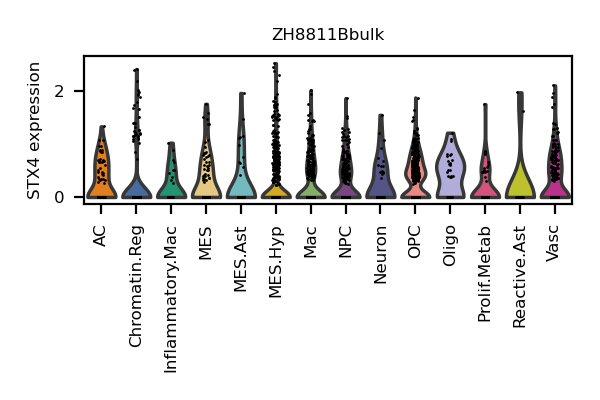 ZH8811Bbulk
STX4 expression
2
0
AC
Chromatin.Reg
Inflammatory.Mac
MES
MES.Ast
MES.Hyp
Mac
NPC
Neuron
OPC
Oligo
Prolif.Metab
Reactive.Ast
Vasc